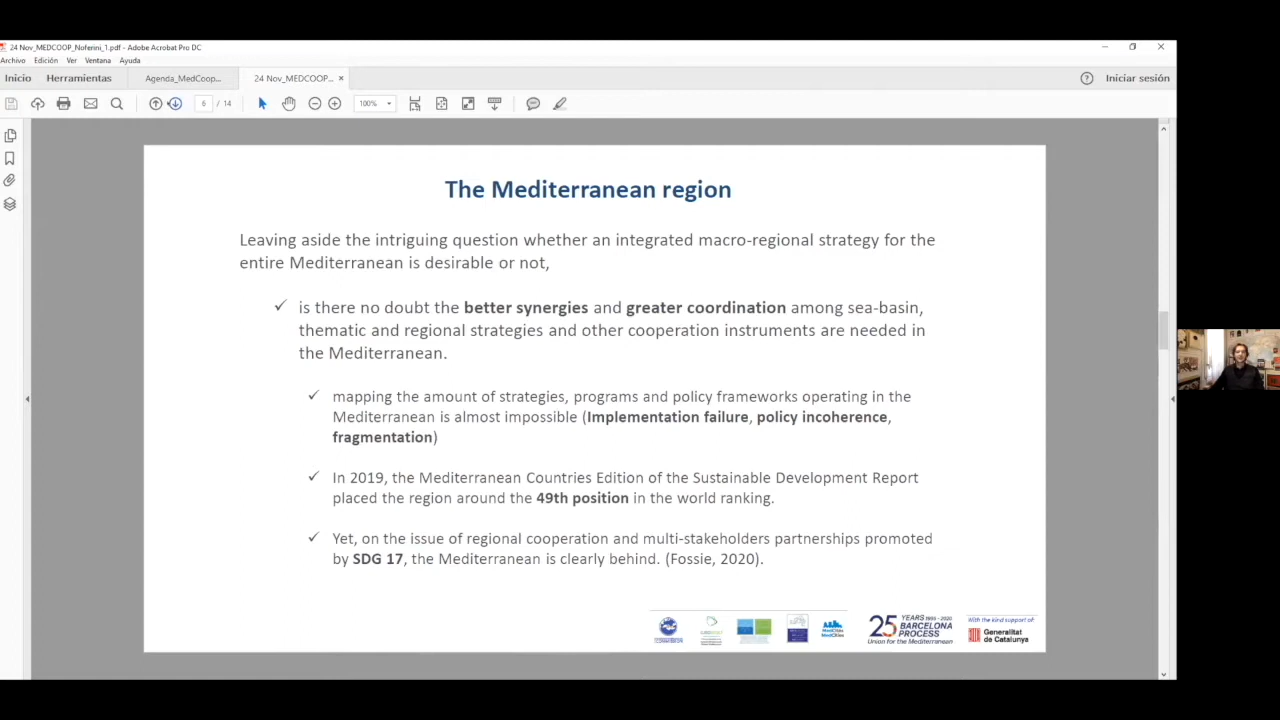 24 Nov_MEDCOOP_Noferini_1.pdf - Adobe Acrobat Pro DC
Archivo Edición Ver Ventana Ayuda
Inicio Herramientas Agenda_MedCoop... 24 Nov_MEDCOOP... × Iniciar sesión
6 / 14 100%
The Mediterranean region
Leaving aside the intriguing question whether an integrated macro-regional strategy for the
entire Mediterranean is desirable or not,
✓ is there no doubt the better synergies and greater coordination among sea-basin,
thematic and regional strategies and other cooperation instruments are needed in
the Mediterranean.
✓ mapping the amount of strategies, programs and policy frameworks operating in the
Mediterranean is almost impossible (Implementation failure, policy incoherence,
fragmentation)
✓ In 2019, the Mediterranean Countries Edition of the Sustainable Development Report
placed the region around the 49th position in the world ranking.
✓ Yet, on the issue of regional cooperation and multi-stakeholders partnerships promoted
by SDG 17, the Mediterranean is clearly behind. (Fossie, 2020).
25 YEARS 1995 - 2020
BARCELONA
PROCESS
Union for the Mediterranean
With the kind support of:
Generalitat
de Catalunya
MedCities
MedCités